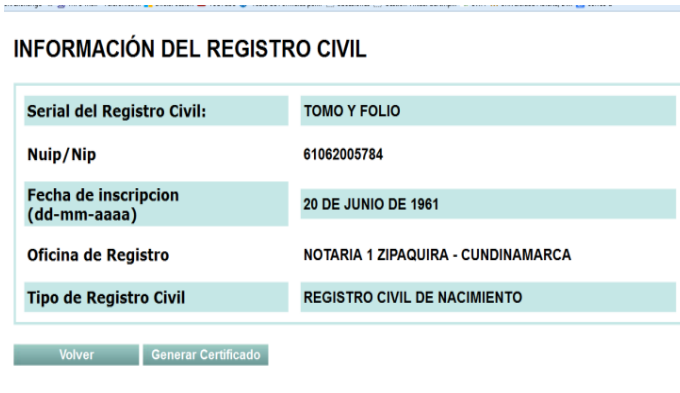 INFORMACIÓN DEL REGISTRO CIVIL
Serial del Registro Civil: TOMO Y FOLIO
Nuip/Nip 61062005784
Fecha de inscripcion
(dd-mm-aaaa) 20 DE JUNIO DE 1961
Oficina de Registro NOTARIA 1 ZIPAQUIRA - CUNDINAMARCA
Tipo de Registro Civil REGISTRO CIVIL DE NACIMIENTO
Volver Generar Certificado